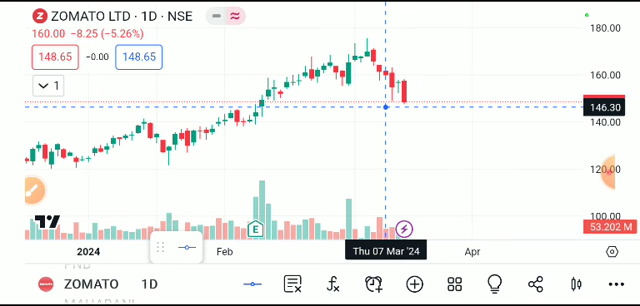 ZOMATO LTD · 1D · NSE
160.00 −8.25 (−5.26%)
148.65 −0.00 148.65
1
180.00
160.00
146.30
140.00
120.00
100.00
53.202 M
E
2024 Feb Thu 07 Mar '24 Apr
PNB
ZOMATO 1D
MAHABANK